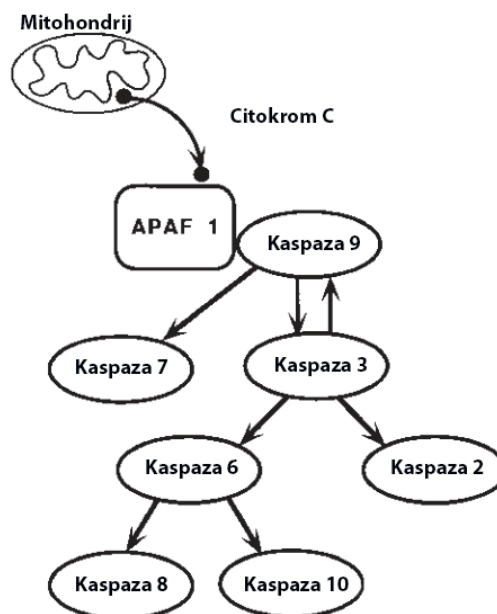 Mitohondrij
Citokrom C
APAF 1
Kaspaza 9
Kaspaza 7
Kaspaza 3
Kaspaza 6
Kaspaza 2
Kaspaza 8
Kaspaza 10